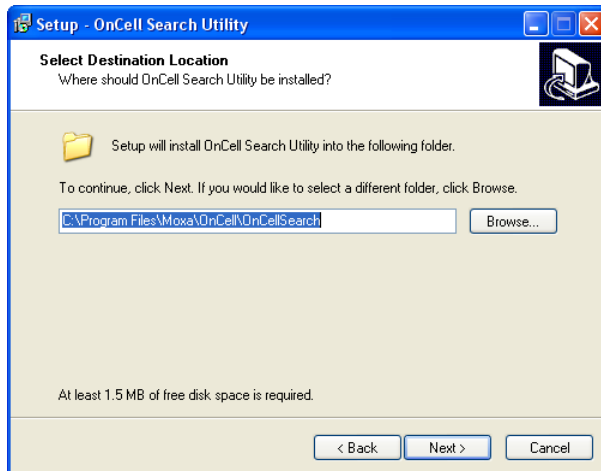 Setup - OnCell Search Utility
Select Destination Location
Where should OnCell Search Utility be installed?
Setup will install OnCell Search Utility into the following folder.
To continue, click Next. If you would like to select a different folder, click Browse.
C:\Program Files\Moxa\OnCell\OnCellSearch
Browse...
At least 1.5 MB of free disk space is required.
< Back
Next >
Cancel